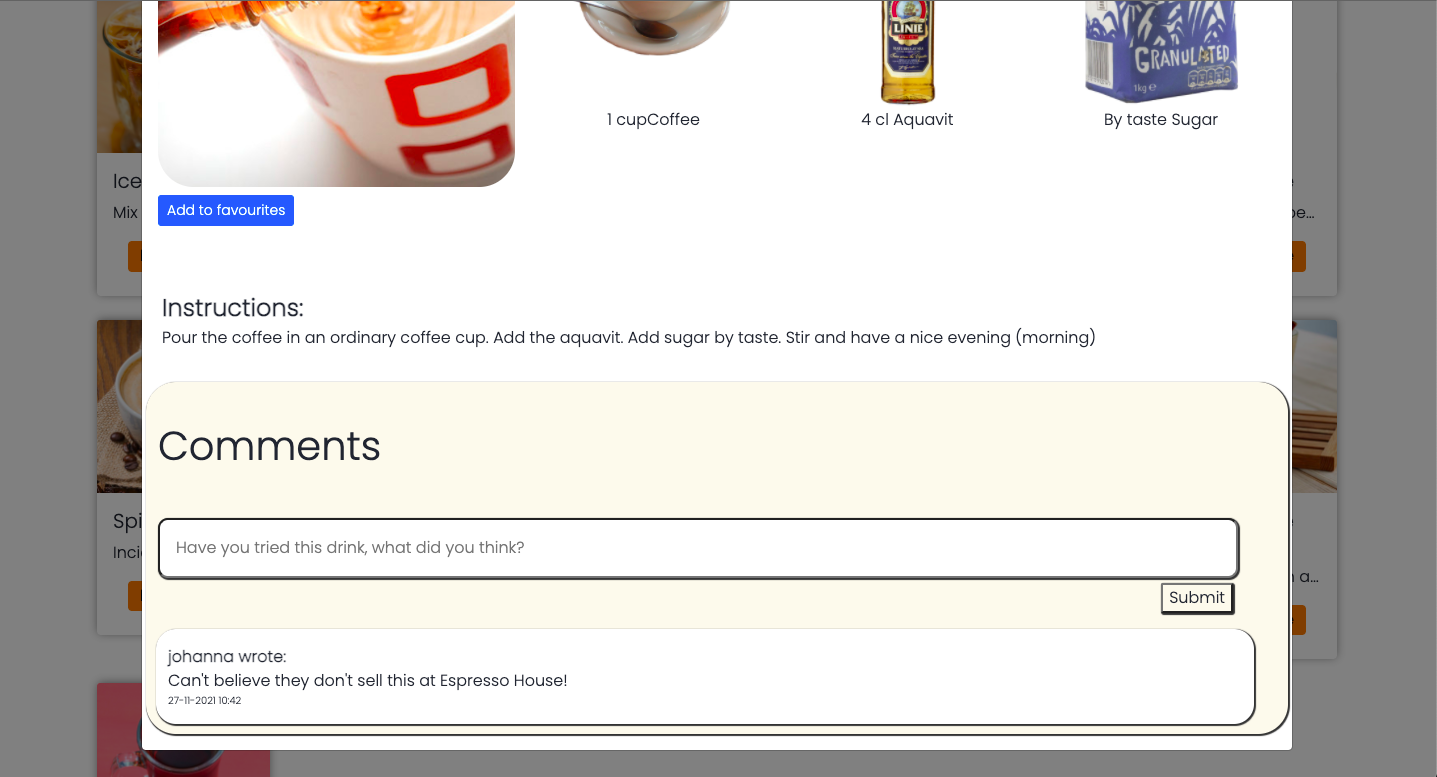 LINIE
GRANULATED
1kg e
1 cupCoffee
4 cl Aquavit
By taste Sugar
Ice
Mix
be...
Add to favourites
Instructions:
Pour the coffee in an ordinary coffee cup. Add the aquavit. Add sugar by taste. Stir and have a nice evening (morning)
Comments
Have you tried this drink, what did you think?
Submit
Spi
Inci
a...
johanna wrote:
Can't believe they don't sell this at Espresso House!
27-11-2021 10:42